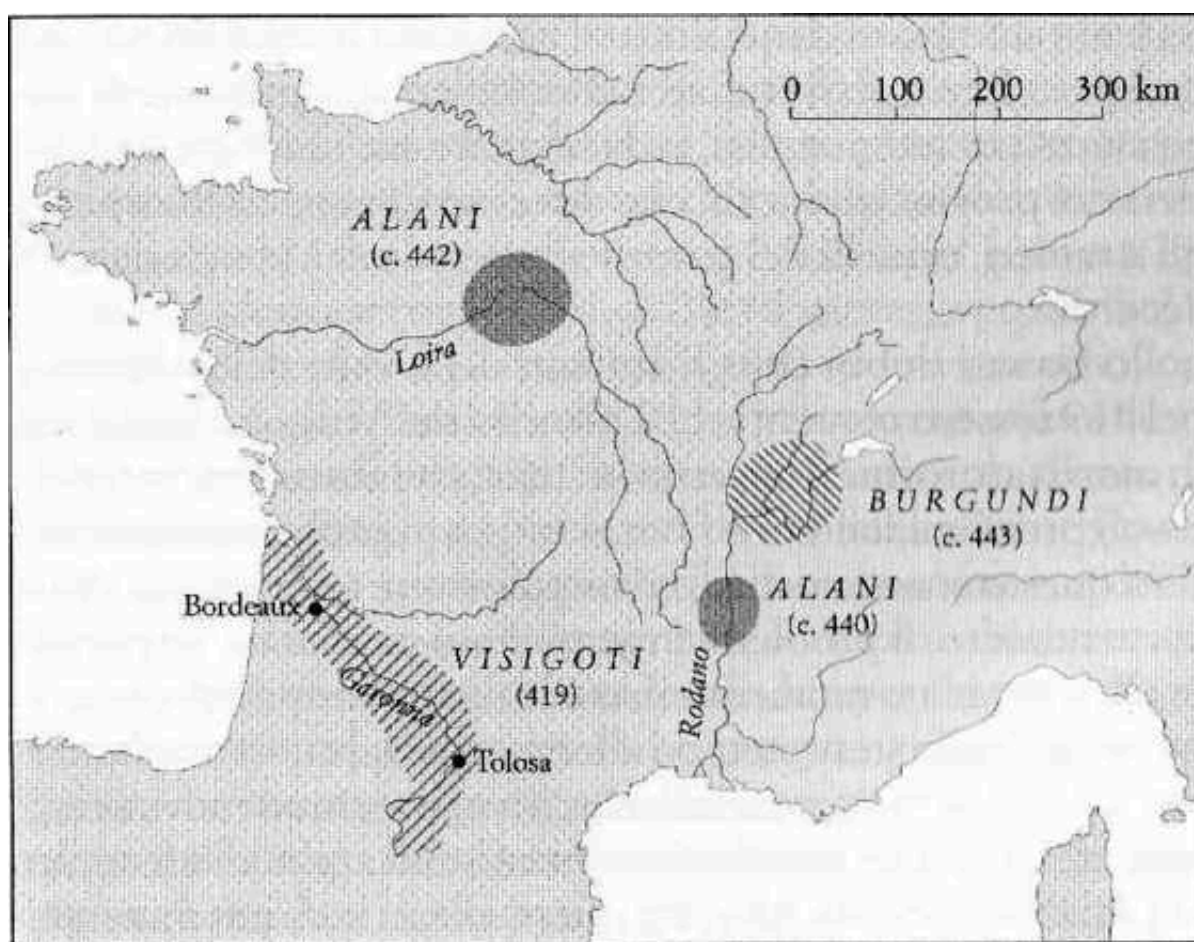 0 100 200 300 km
ALANI
(c. 442)
Loira
BURGUNDI
(c. 443)
ALANI
(c. 440)
Bordeaux
VISIGOTI
(419)
Garonna
Rodano
Tolosa